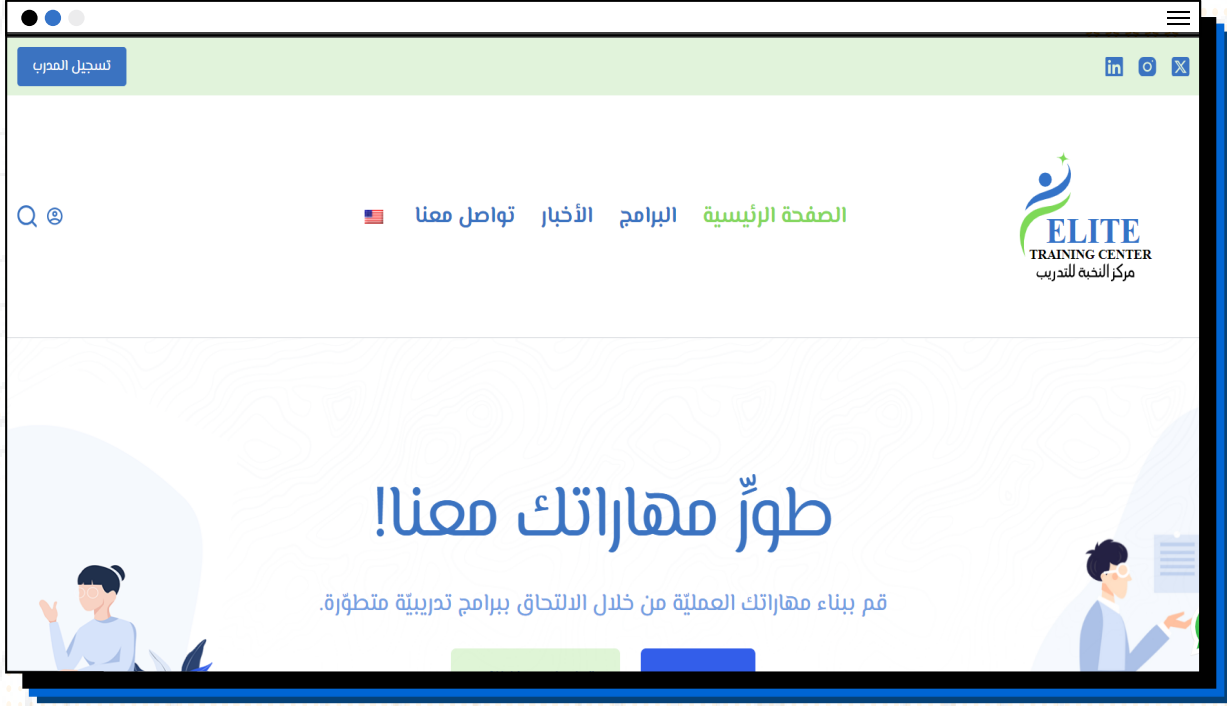 تسجيل المدرب
ELITE
TRAINING CENTER
مركز النخبة للتدريب
الصفحة الرئيسية
البرامج
الأخبار
تواصل معنا
طورِّ مهاراتك معنا!
قم ببناء مهاراتك العمليّة من خلال الالتحاق ببرامج تدريبيّة متطوّرة.